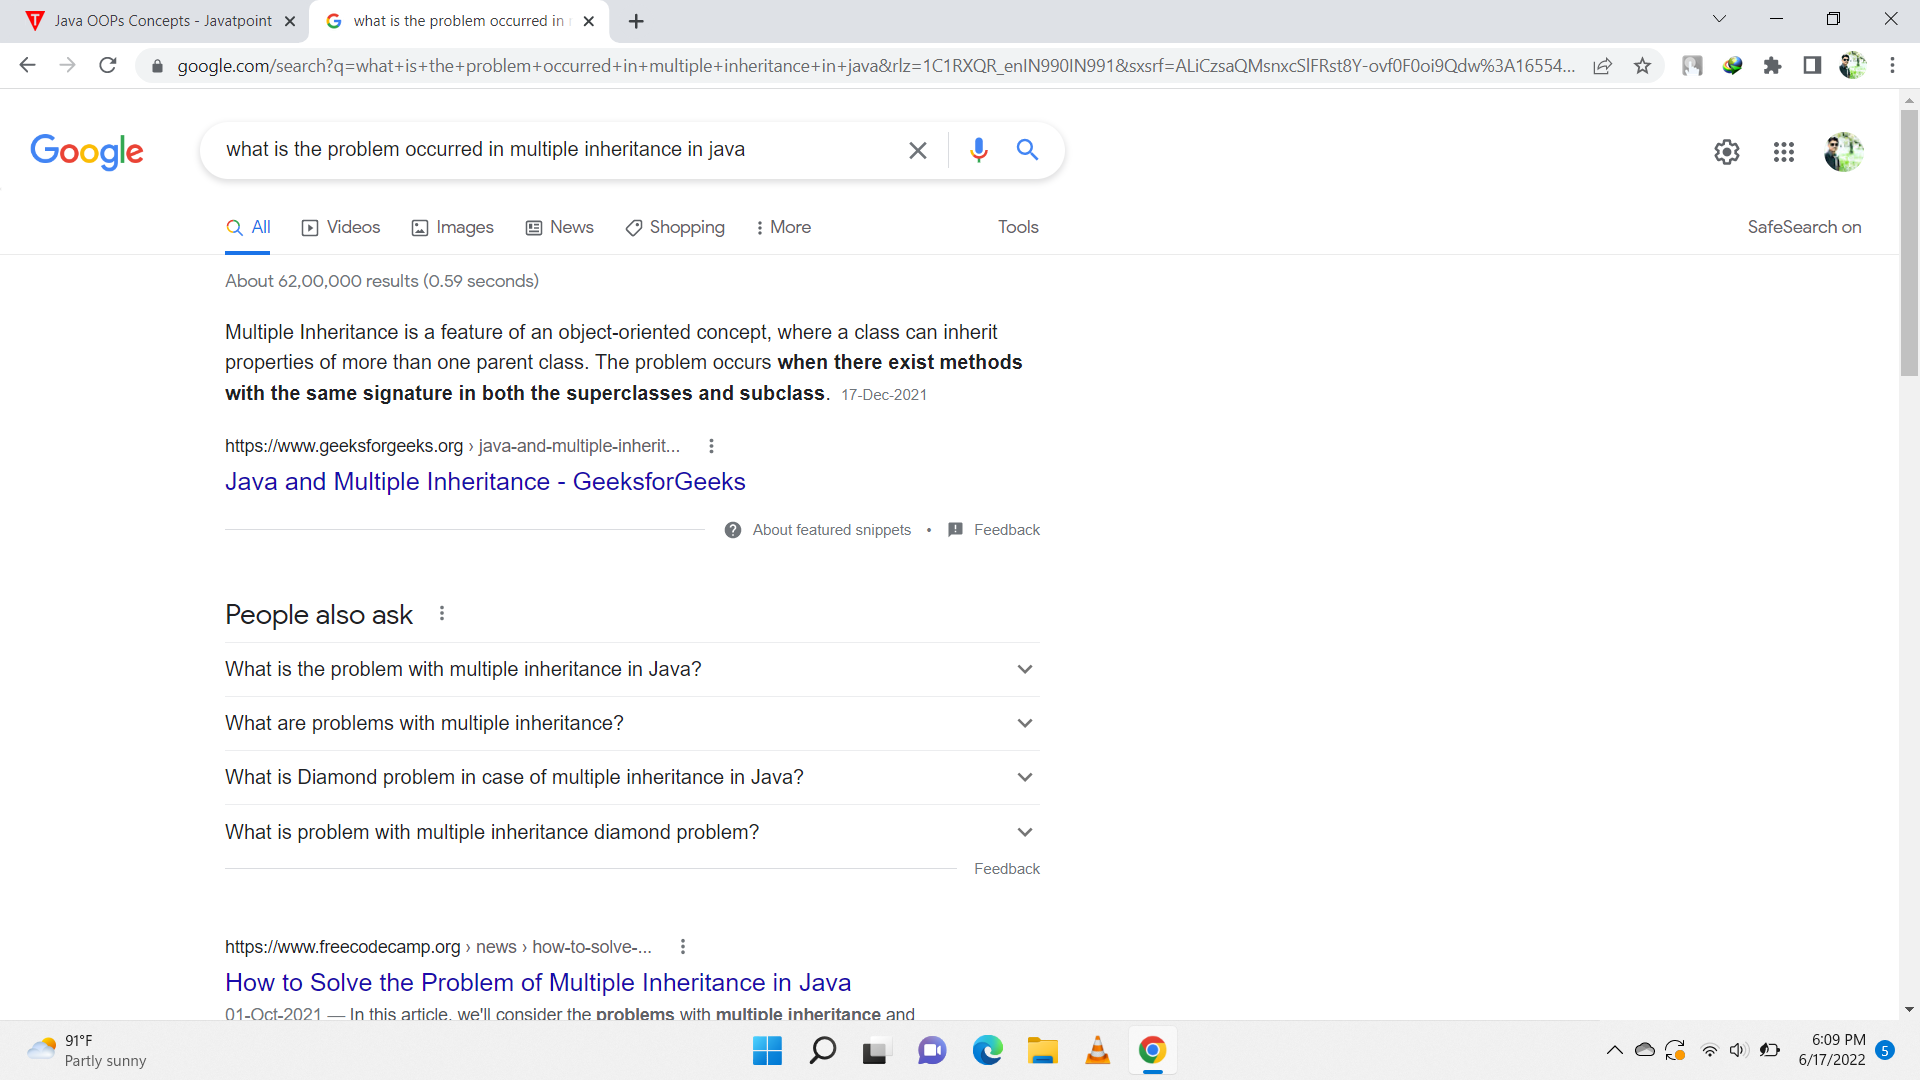 Java OOPs Concepts - Javatpoint
what is the problem occurred in
google.com/search?q=what+is+the+problem+occurred+in+multiple+inheritance+in+java&rlz=1C1RXQR_enIN990IN991&sxsrf=ALiCzsaQMsnxcSlFRst8Y-ovf0F0oi9Qdw%3A16554...
Google
what is the problem occurred in multiple inheritance in java
All
Videos
Images
News
Shopping
More
Tools
SafeSearch on
About 62,00,000 results (0.59 seconds)
Multiple Inheritance is a feature of an object-oriented concept, where a class can inherit
properties of more than one parent class. The problem occurs when there exist methods
with the same signature in both the superclasses and subclass. 17-Dec-2021
https://www.geeksforgeeks.org › java-and-multiple-inherit...
Java and Multiple Inheritance - GeeksforGeeks
About featured snippets • Feedback
People also ask
What is the problem with multiple inheritance in Java?
What are problems with multiple inheritance?
What is Diamond problem in case of multiple inheritance in Java?
What is problem with multiple inheritance diamond problem?
Feedback
https://www.freecodecamp.org › news › how-to-solve-...
How to Solve the Problem of Multiple Inheritance in Java
01-Oct-2021 — In this article, we'll consider the problems with multiple inheritance and
91°F
Partly sunny
6:09 PM
6/17/2022
5